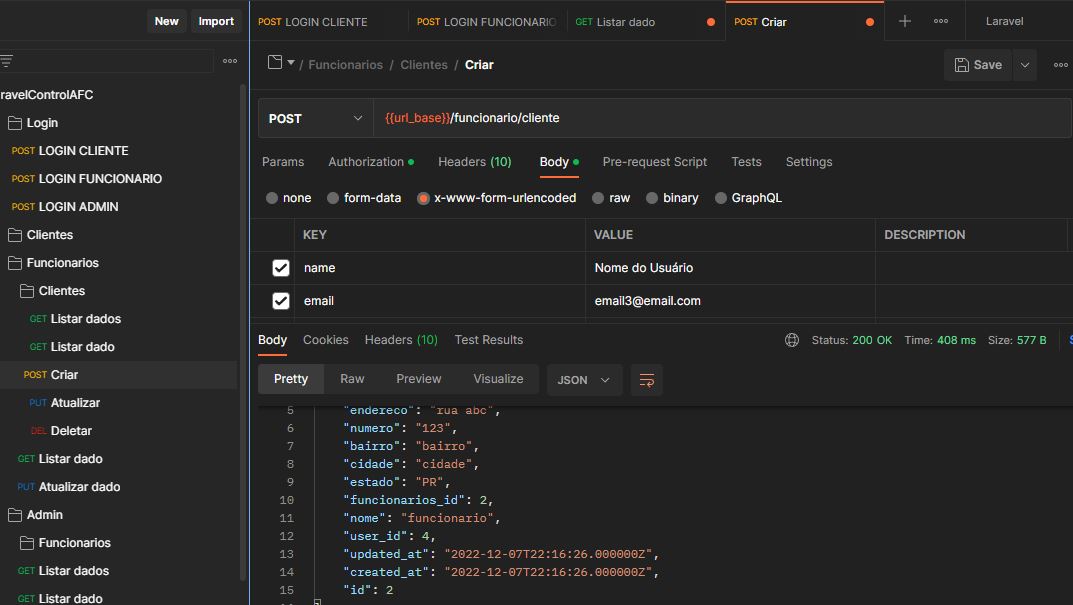 New Import
POST LOGIN CLIENTE POST LOGIN FUNCIONARIO GET Listar dado POST Criar + ooo Laravel
ooo / Funcionarios / Clientes / Criar Save ooo
ravelControlAFC
Login
POST LOGIN CLIENTE
POST LOGIN FUNCIONARIO
POST LOGIN ADMIN
Clientes
Funcionarios
Clientes
GET Listar dados
GET Listar dado
POST Criar
PUT Atualizar
DEL Deletar
GET Listar dado
PUT Atualizar dado
Admin
Funcionarios
GET Listar dados
GET Listar dado
POST {{url_base}}/funcionario/cliente
Params Authorization Headers (10) Body Pre-request Script Tests Settings
none form-data x-www-form-urlencoded raw binary GraphQL
KEY VALUE DESCRIPTION
name Nome do Usuário
email email3@email.com
Body Cookies Headers (10) Test Results Status: 200 OK Time: 408 ms Size: 577 B
Pretty Raw Preview Visualize JSON
5 "endereco": "rua abc",
6 "numero": "123",
7 "bairro": "bairro",
8 "cidade": "cidade",
9 "estado": "PR",
10 "funcionarios_id": 2,
11 "nome": "funcionario",
12 "user_id": 4,
13 "updated_at": "2022-12-07T22:16:26.000000Z",
14 "created_at": "2022-12-07T22:16:26.000000Z",
15 "id": 2